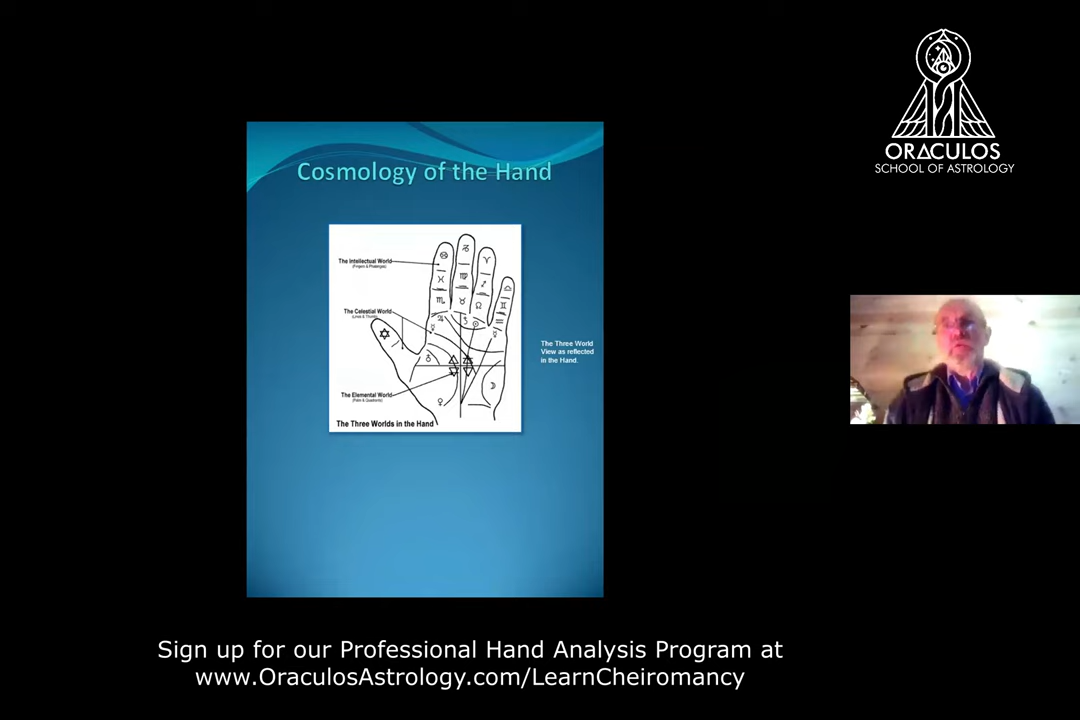 ORACULOS
SCHOOL OF ASTROLOGY
Cosmology of the Hand
The Intellectual World
(Fingers & Phalanges)
The Celestial World
The Three World
View as reflected
in the Hand.
The Elemental World
(Palm & Quadrants)
The Three Worlds in the Hand
Sign up for our Professional Hand Analysis Program at
www.OraculosAstrology.com/LearnCheiromancy